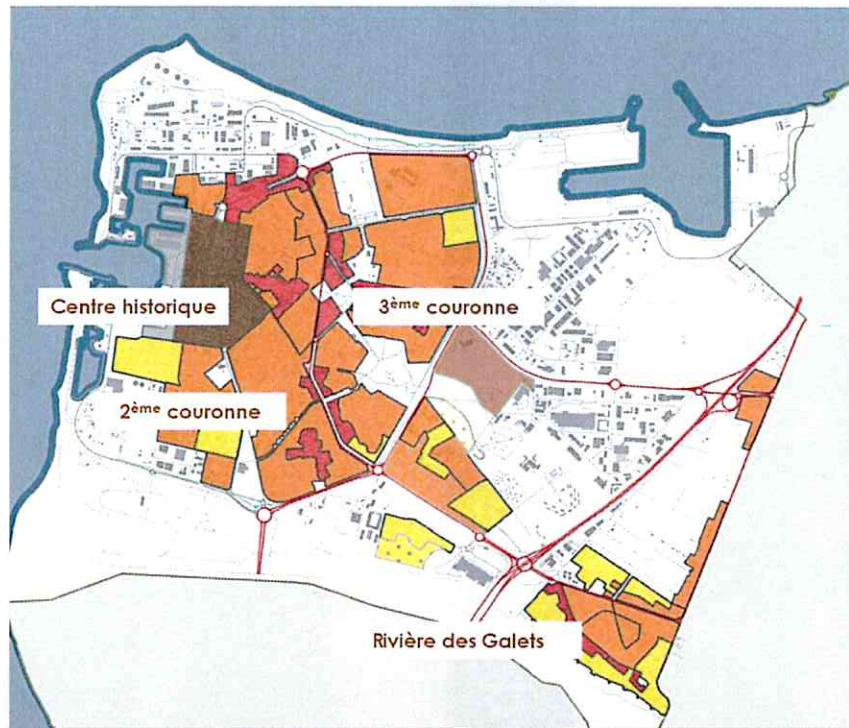 Centre historique
3ème couronne
2ème couronne
Rivière des Galets